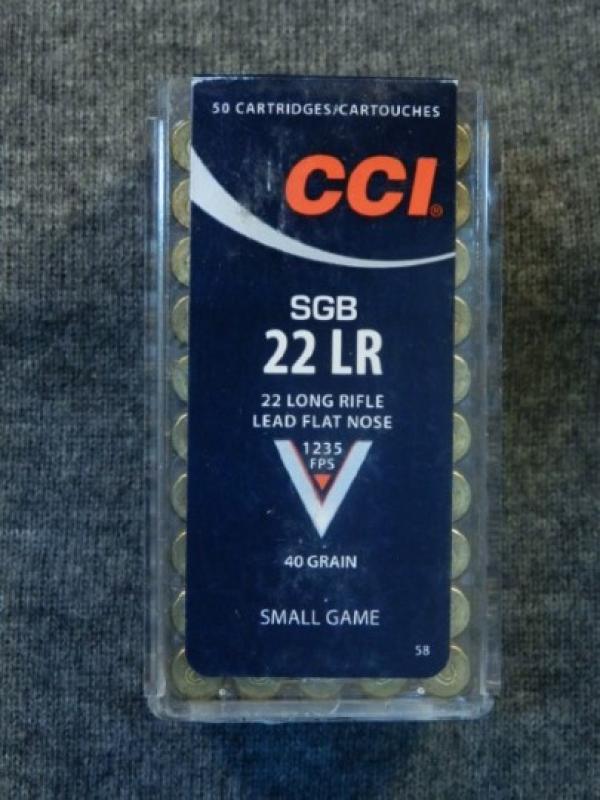 50 CARTRIDGES/CARTOUCHES
CCI®
SGB
22 LR
22 LONG RIFLE
LEAD FLAT NOSE
1235
FPS
40 GRAIN
SMALL GAME
58